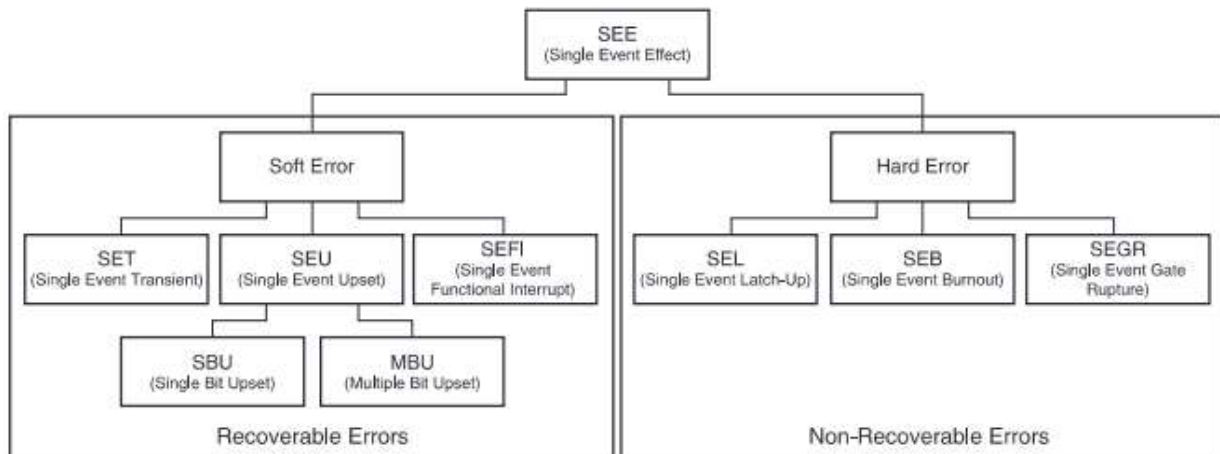 SEE
(Single Event Effect)
Soft Error
Hard Error
SET
(Single Event Transient)
SEU
(Single Event Upset)
SEFI
(Single Event
Functional Interrupt)
SEL
(Single Event Latch-Up)
SEB
(Single Event Burnout)
SEGR
(Single Event Gate
Rupture)
SBU
(Single Bit Upset)
MBU
(Multiple Bit Upset)
Recoverable Errors
Non-Recoverable Errors